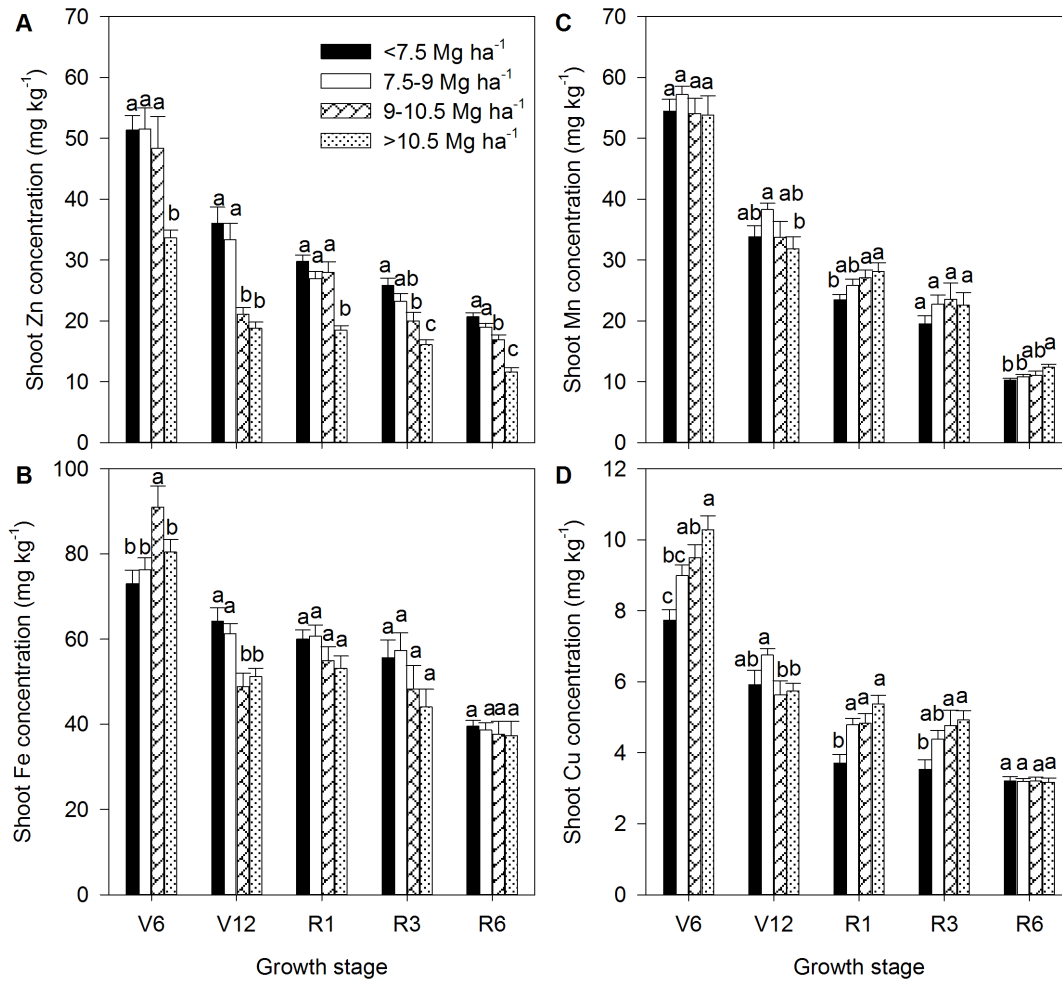 A
70
60
50
40
30
20
10
0
Shoot Zn concentration (mg kg-1)
<7.5 Mg ha-1
7.5-9 Mg ha-1
9-10.5 Mg ha-1
>10.5 Mg ha-1
a a a b
a a b b
a a a b
a ab b c
a a b c
C
70
60
50
40
30
20
10
0
Shoot Mn concentration (mg kg-1)
a a a a
ab a ab b
b ab a a
a a a a
b b ab a
B
100
80
60
40
20
0
Shoot Fe concentration (mg kg-1)
b b a b
a a b b
a a a a
a a a a
a a a a
V6 V12 R1 R3 R6
Growth stage
D
12
10
8
6
4
2
0
Shoot Cu concentration (mg kg-1)
c bc ab a
ab a b b
b a a a
b ab a a
a a a a
V6 V12 R1 R3 R6
Growth stage